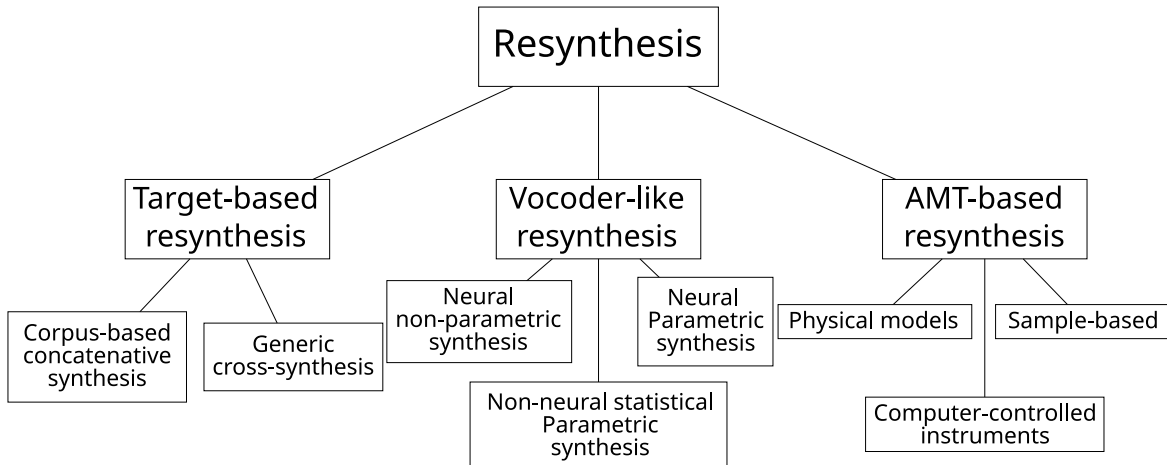 Resynthesis
Target-based
resynthesis
Vocoder-like
resynthesis
AMT-based
resynthesis
Corpus-based
concatenative
synthesis
Generic
cross-synthesis
Neural
non-parametric
synthesis
Non-neural statistical
Parametric
synthesis
Neural
Parametric
synthesis
Physical models
Computer-controlled
instruments
Sample-based